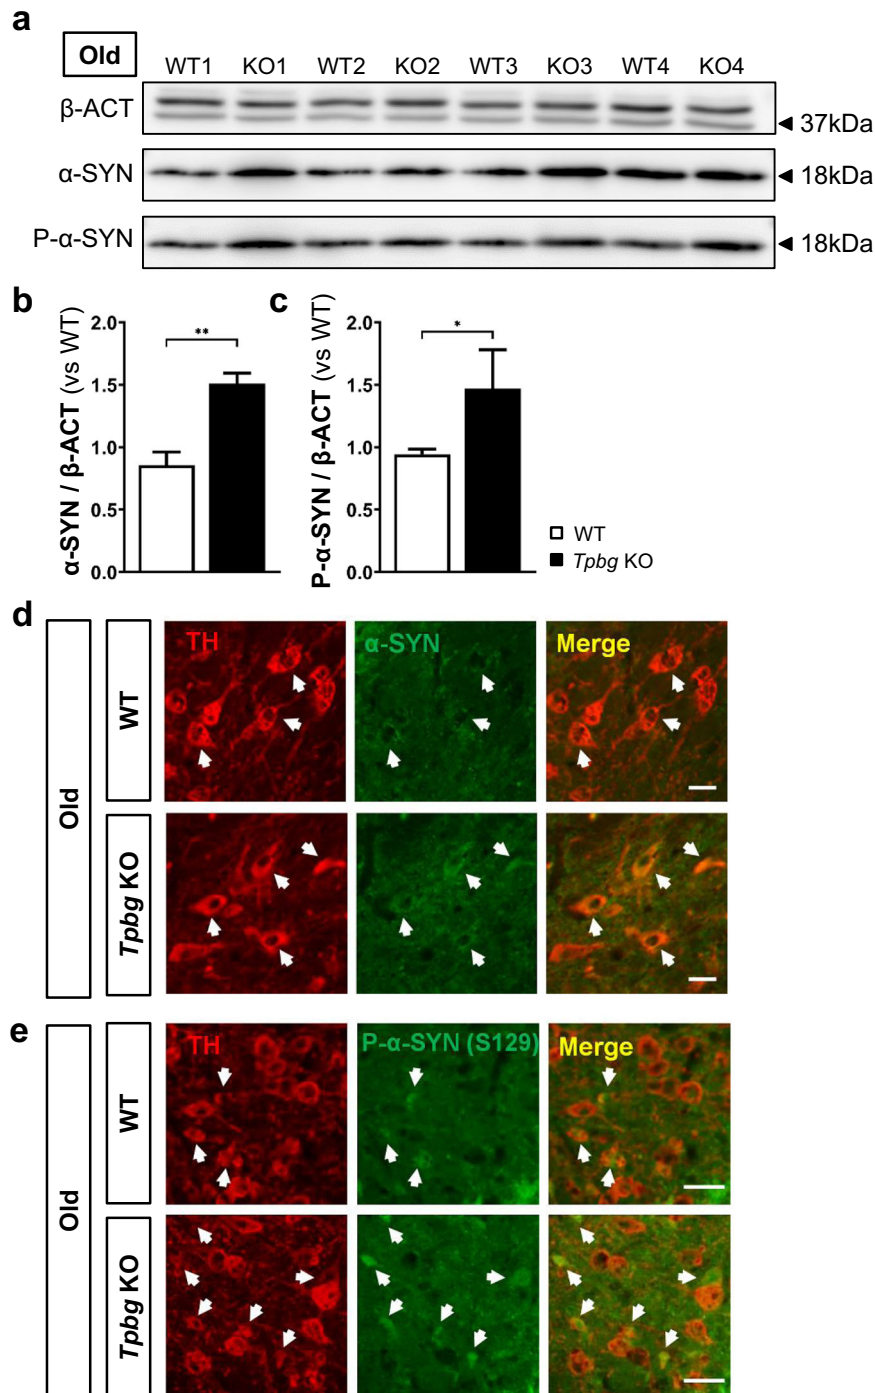 a
Old
WT1 KO1 WT2 KO2 WT3 KO3 WT4 KO4
β-ACT
37kDa
α-SYN
18kDa
P-α-SYN
18kDa
b
α-SYN / β-ACT (vs WT)
2.0
1.5
1.0
0.5
0.0
**
c
P-α-SYN / β-ACT (vs WT)
2.0
1.5
1.0
0.5
0.0
*
WT
Tpbg KO
d
Old
WT
TH
α-SYN
Merge
Tpbg KO
e
Old
WT
TH
P-α-SYN (S129)
Merge
Tpbg KO